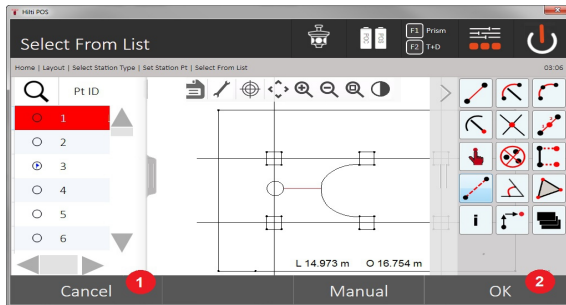 Hilti POS
Select From List
POC
POS
F1 Prism
F2 T+D
Home | Layout | Select Station Type | Set Station Pt | Select From List
03:06
Pt ID
1
2
3
4
5
6
L 14.973 m O 16.754 m
i
Cancel
1
Manual
OK
2